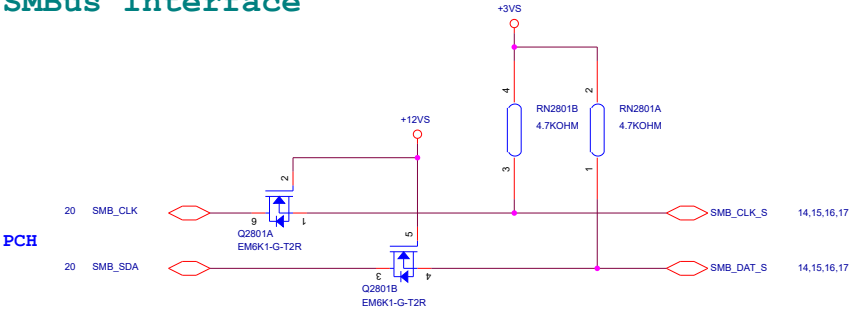 SMBus Interface
+3VS
4
2
RN2801B
RN2801A
4.7KOHM
4.7KOHM
+12VS
3
1
2
20 SMB_CLK
6
1
SMB_CLK_S 14,15,16,17
Q2801A
EM6K1-G-T2R
5
PCH
20 SMB_SDA
3
4
SMB_DAT_S 14,15,16,17
Q2801B
EM6K1-G-T2R